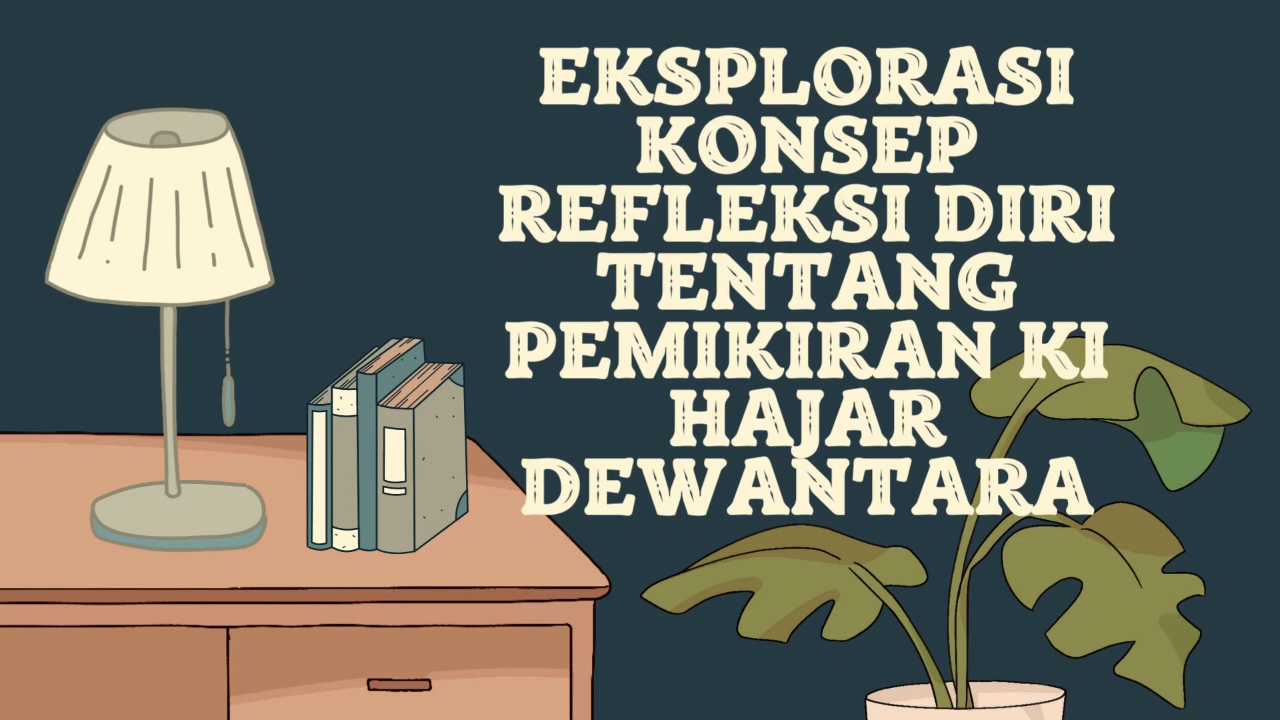 EKSPLORASI
KONSEP
REFLEKSI DIRI
TENTANG
PEMIKIRAN KI
HAJAR
DEWANTARA